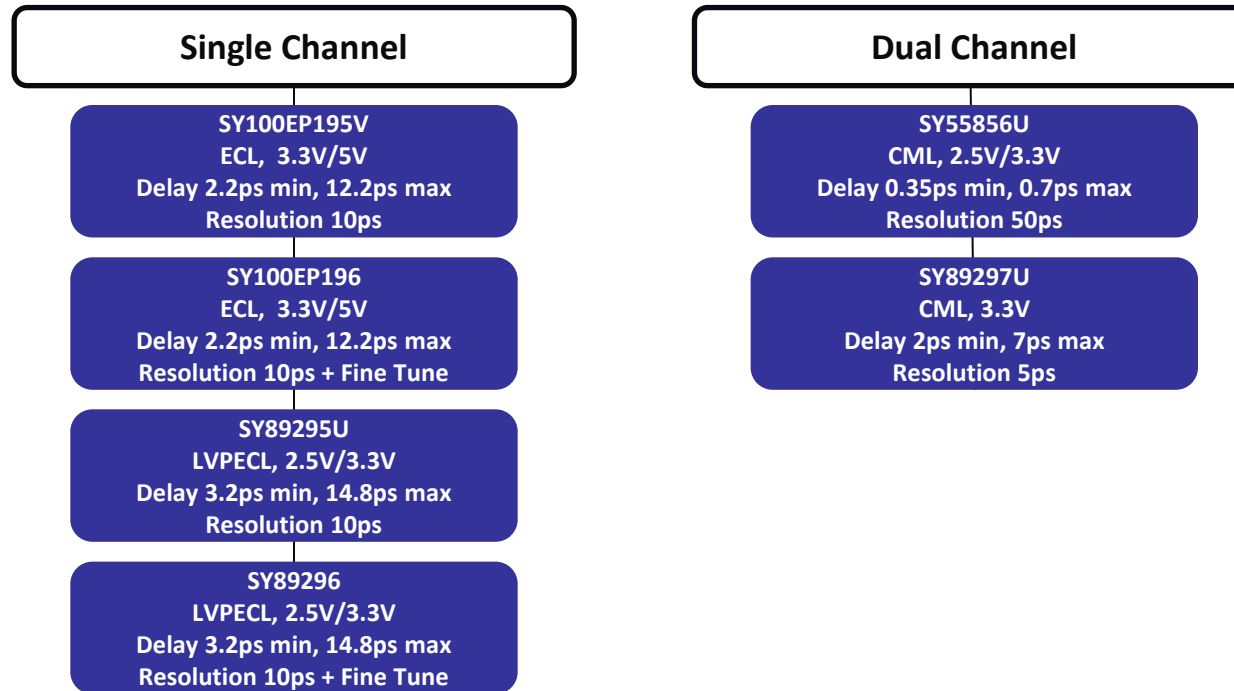 Single Channel
SY100EP195V
ECL,  3.3V/5V
Delay 2.2ps min, 12.2ps max
Resolution 10ps
SY100EP196
ECL,  3.3V/5V
Delay 2.2ps min, 12.2ps max
Resolution 10ps + Fine Tune
SY89295U
LVPECL, 2.5V/3.3V
Delay 3.2ps min, 14.8ps max
Resolution 10ps
SY89296
LVPECL, 2.5V/3.3V
Delay 3.2ps min, 14.8ps max
Resolution 10ps + Fine Tune
Dual Channel
SY55856U
CML, 2.5V/3.3V
Delay 0.35ps min, 0.7ps max
Resolution 50ps
SY89297U
CML, 3.3V
Delay 2ps min, 7ps max
Resolution 5ps